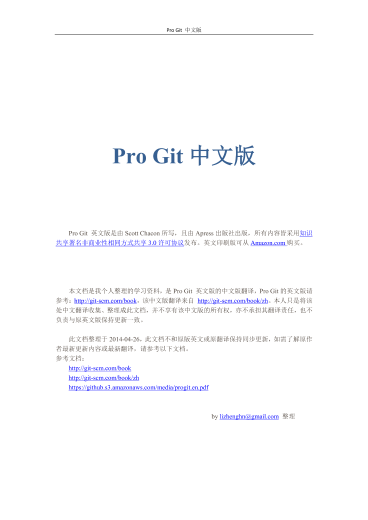 Pro Git 中文版
Pro Git 中文版
Pro Git 英文版是由 Scott Chacon 所写，且由 Apress 出版社出版。所有内容皆采用知识
共享署名非商业性相同方式共享 3.0 许可协议发布。英文印刷版可从 Amazon.com 购买。
本文档是我个人整理的学习资料，是 Pro Git 英文版的中文版翻译，Pro Git 的英文版请
参考：http://git-scm.com/book。该中文版翻译来自 http://git-scm.com/book/zh。本人只是将该
处中文翻译收集、整理成此文档，并不享有该中文版的所有权，亦不承担其翻译责任，也不
负责与原英文版保持更新一致。
此文档整理于 2014-04-26，此文档不和原版英文或原翻译保持同步更新，如需了解原作
者最新更新内容或最新翻译，请参考以下文档。
参考文档：
http://git-scm.com/book
http://git-scm.com/book/zh
https://github.s3.amazonaws.com/media/progit.en.pdf
by lizhenghn@gmail.com 整理